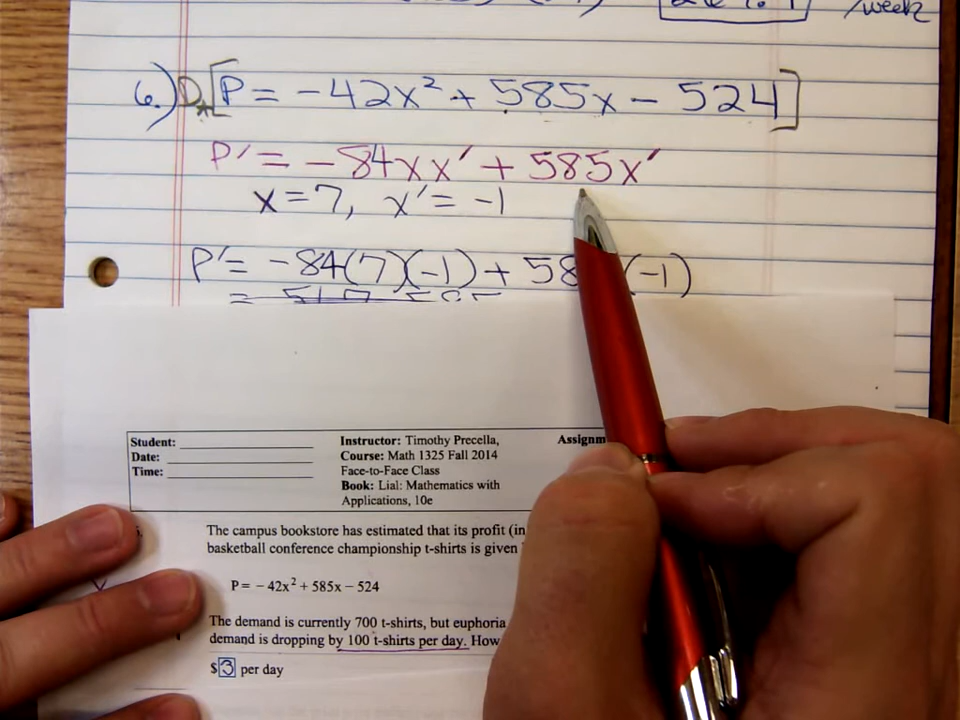 /week
6.) D* [P = -42x² + 585x - 524]
P' = -84xx' + 585x'
x = 7, x' = -1
P' = -84(7)(-1) + 58 (-1)
Student: Instructor: Timothy Precella, Assignm
Date: Course: Math 1325 Fall 2014
Time: Face-to-Face Class
Book: Lial: Mathematics with
Applications, 10e
The campus bookstore has estimated that its profit (in
basketball conference championship t-shirts is given
P = - 42x² + 585x - 524
The demand is currently 700 t-shirts, but euphoria
demand is dropping by 100 t-shirts per day. How
$3 per day